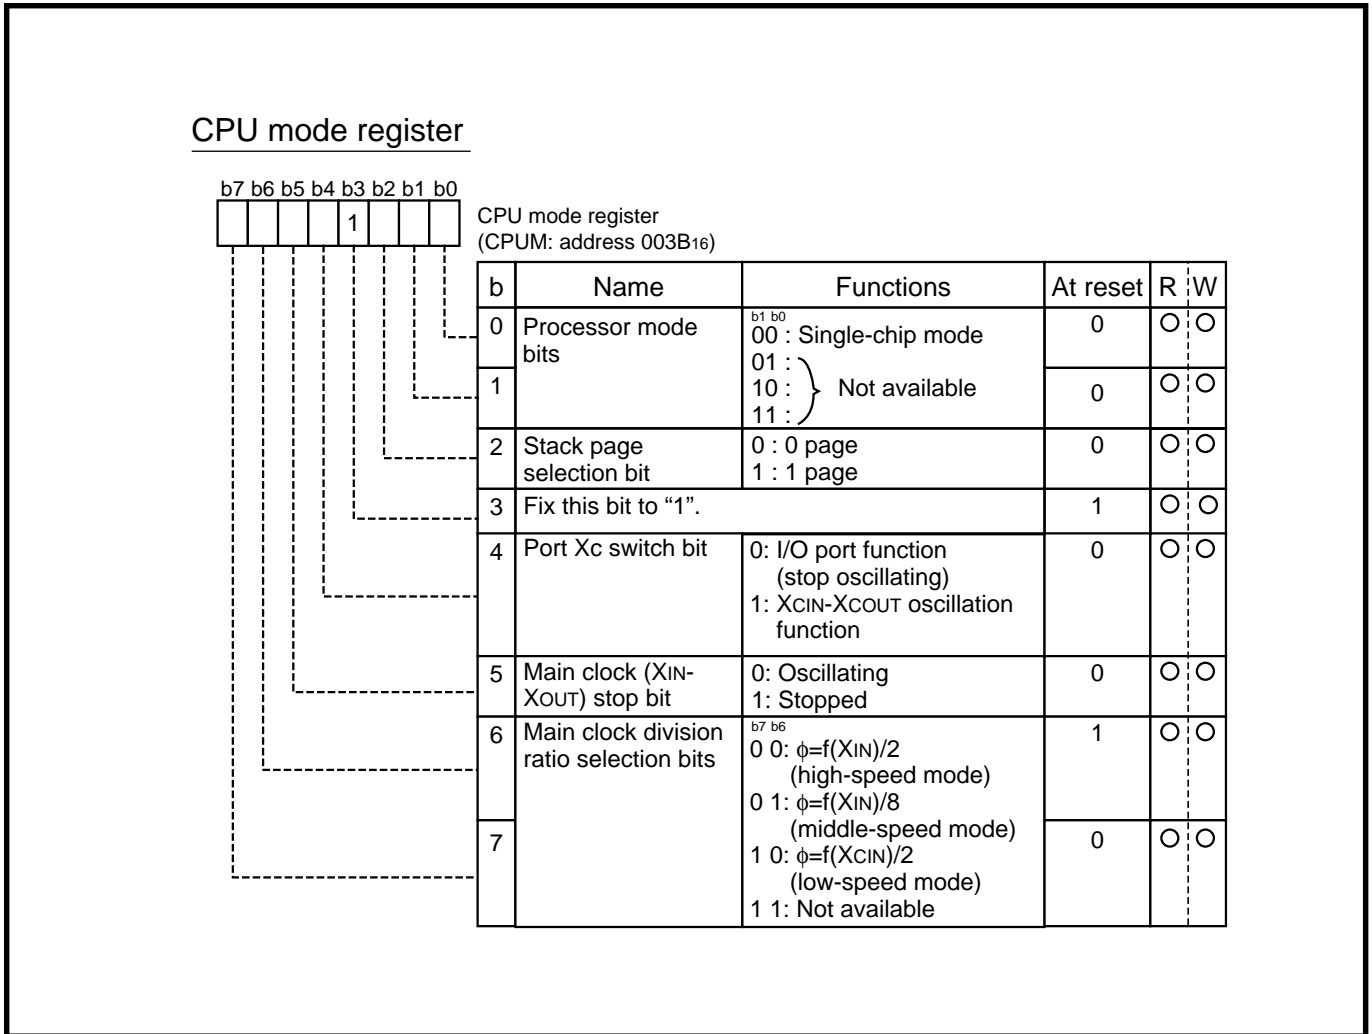 CPU mode register
b7 b6 b5 b4 b3 b2 b1 b0
1
CPU mode register
(CPUM: address 003B16)
b Name Functions At reset R W
0 Processor mode bits
b1 b0
00 : Single-chip mode
01 :
10 : Not available
11 :
0
1 0
2 Stack page
selection bit
0 : 0 page
1 : 1 page
0
3 Fix this bit to “1”. 1
4 Port Xc switch bit
0: I/O port function
(stop oscillating)
1: XCIN-XCOUT oscillation
function
0
5 Main clock (XIN-
XOUT) stop bit
0: Oscillating
1: Stopped
0
6 Main clock division
ratio selection bits
b7 b6
0 0: φ=f(XIN)/2
(high-speed mode)
0 1: φ=f(XIN)/8
(middle-speed mode)
1 0: φ=f(XCIN)/2
(low-speed mode)
1 1: Not available
1
7 0